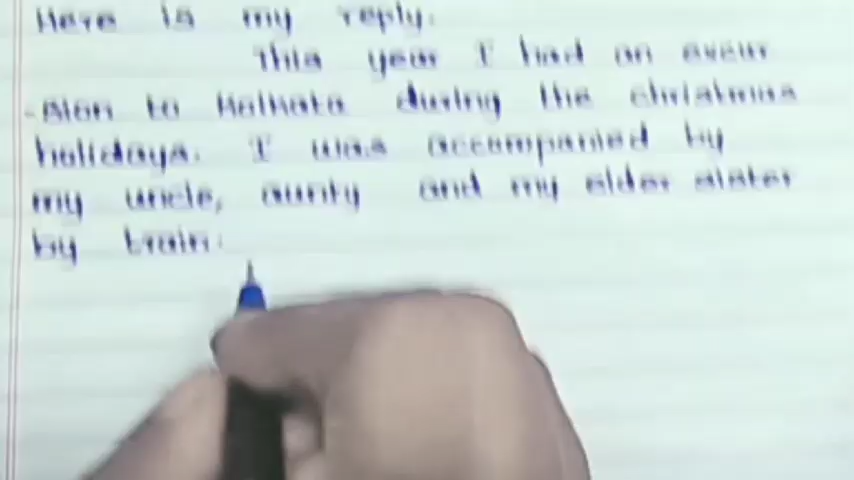 Here is my reply.
This year I had an excur
-sion to Kolkata during the christmas
holidays. I was accompanied by
my uncle, aunty and my elder sister
by train.